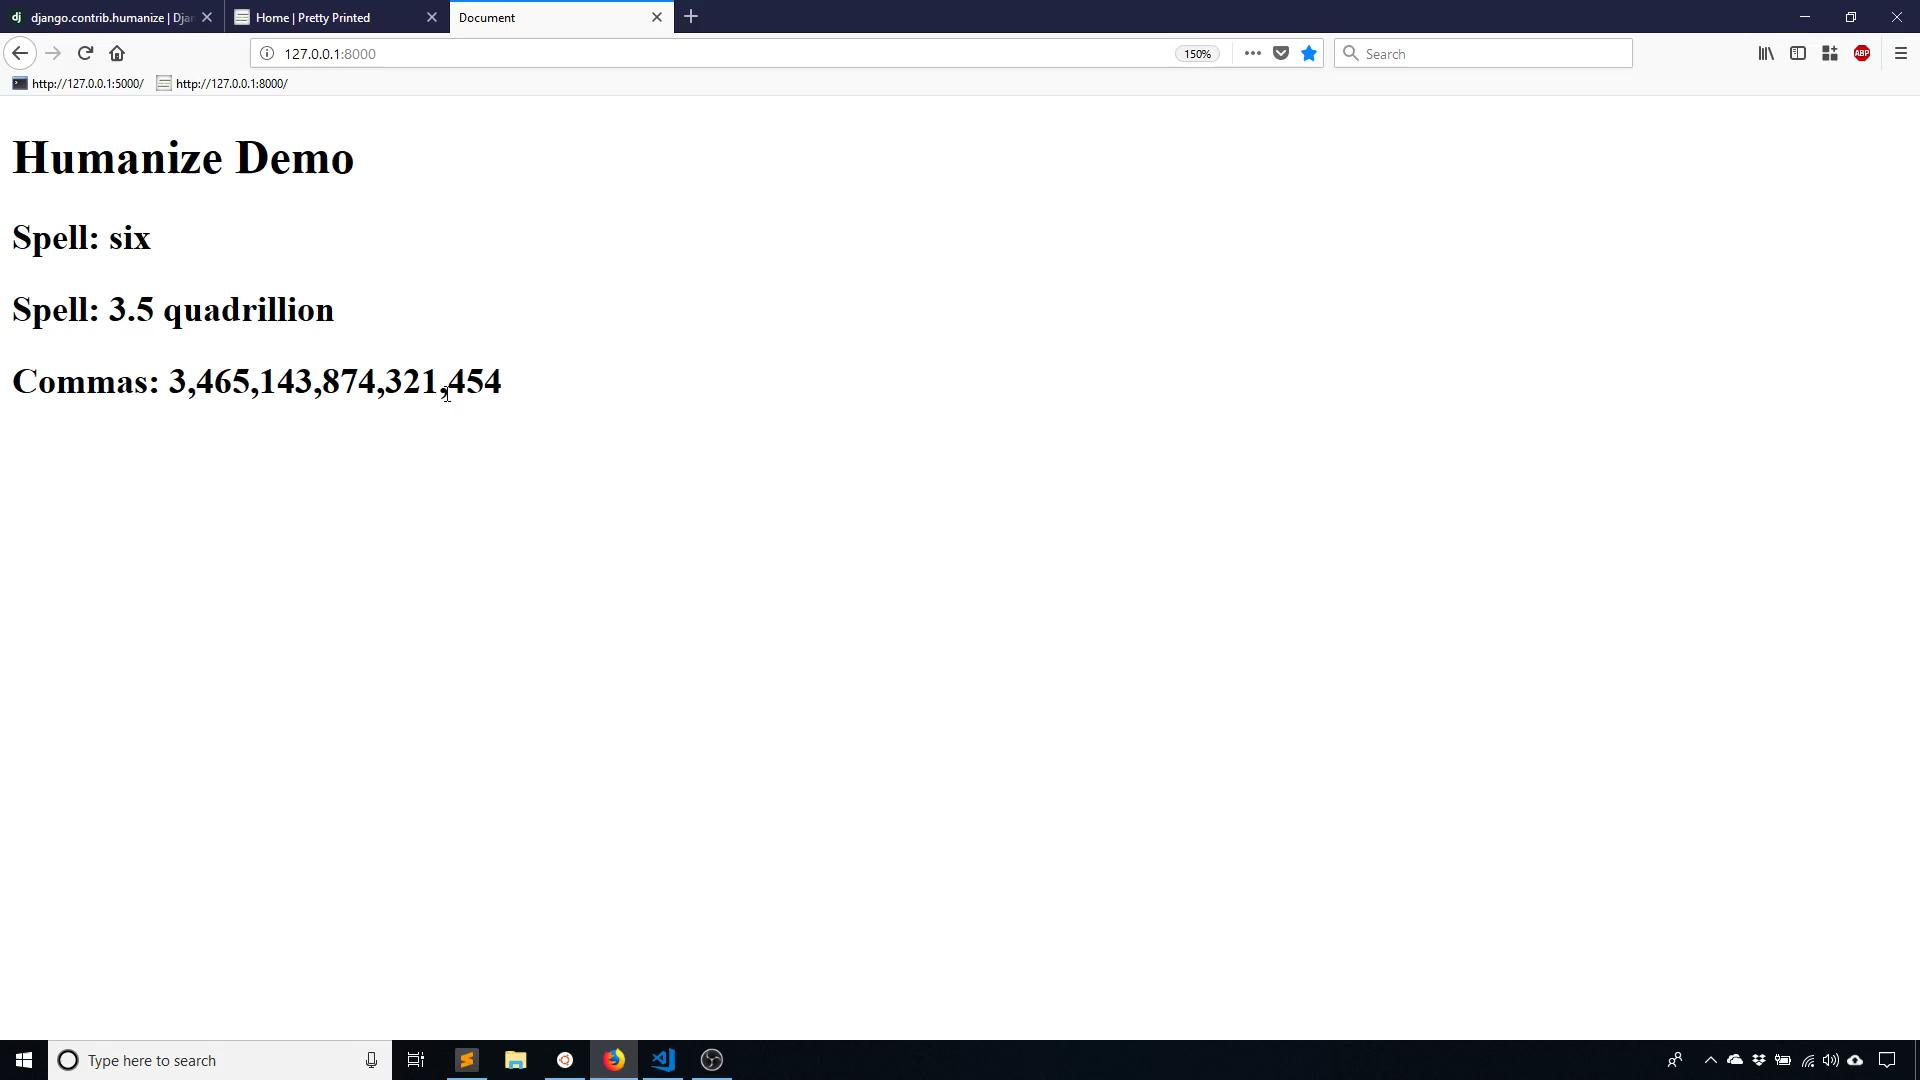 django.contrib.humanize | Djan
Home | Pretty Printed
Document
127.0.0.1:8000
150%
Search
ABP
http://127.0.0.1:5000/
http://127.0.0.1:8000/
Humanize Demo
Spell: six
Spell: 3.5 quadrillion
Commas: 3,465,143,874,321,454
Type here to search